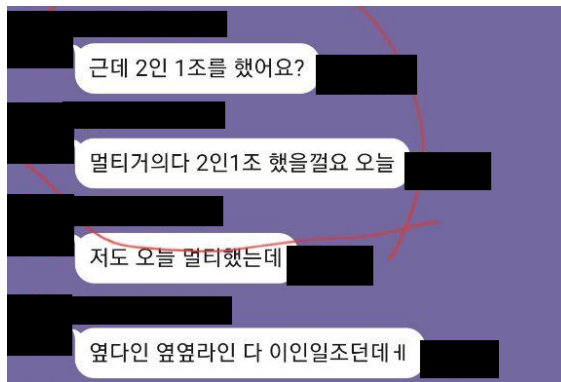 근데 2인 1조를 했어요?
멀티거의다 2인1조 했을껄요 오늘
저도 오늘 멀티했는데
옆다인 옆옆라인 다 이인일조던데ㅔ